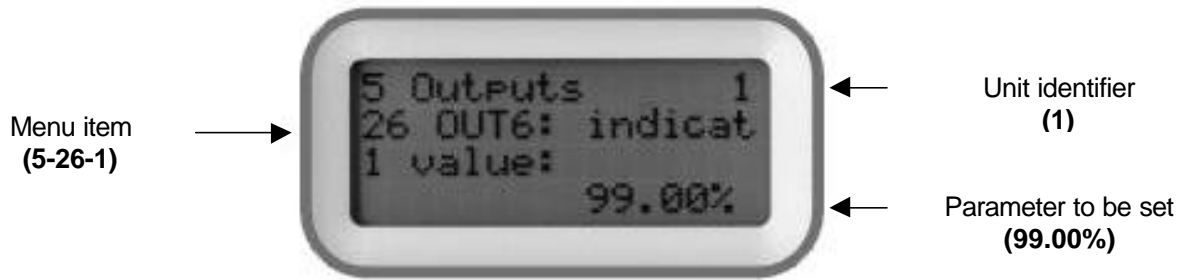 5 Outputs 1
26 OUT6: indicat
1 value:
99.00%
Menu item
(5-26-1)
Unit identifier
(1)
Parameter to be set
(99.00%)